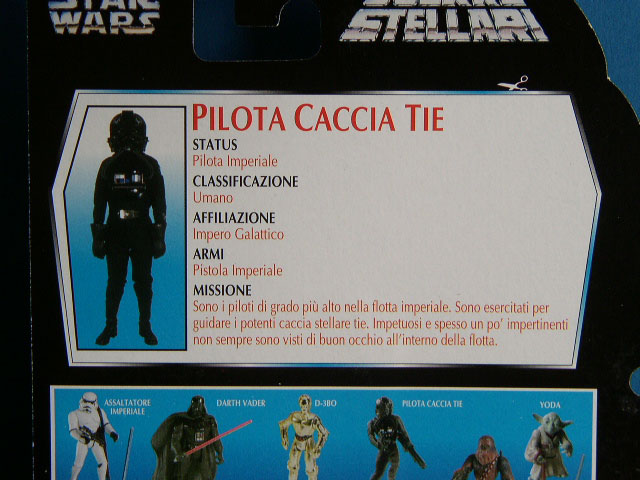 STAR
WARS
GUERRE
STELLARI
PILOTA CACCIA TIE
STATUS
Pilota Imperiale
CLASSIFICAZIONE
Umano
AFFILIAZIONE
Impero Galattico
ARMI
Pistola Imperiale
MISSIONE
Sono i piloti di grado più alto nella flotta imperiale. Sono esercitati per
guidare i potenti caccia stellare tie. Impetuosi e spesso un po' impertinenti
non sempre sono visti di buon occhio all'interno della flotta.
ASSALTATORE
IMPERIALE
DARTH VADER
D-3BO
PILOTA CACCIA TIE
YODA